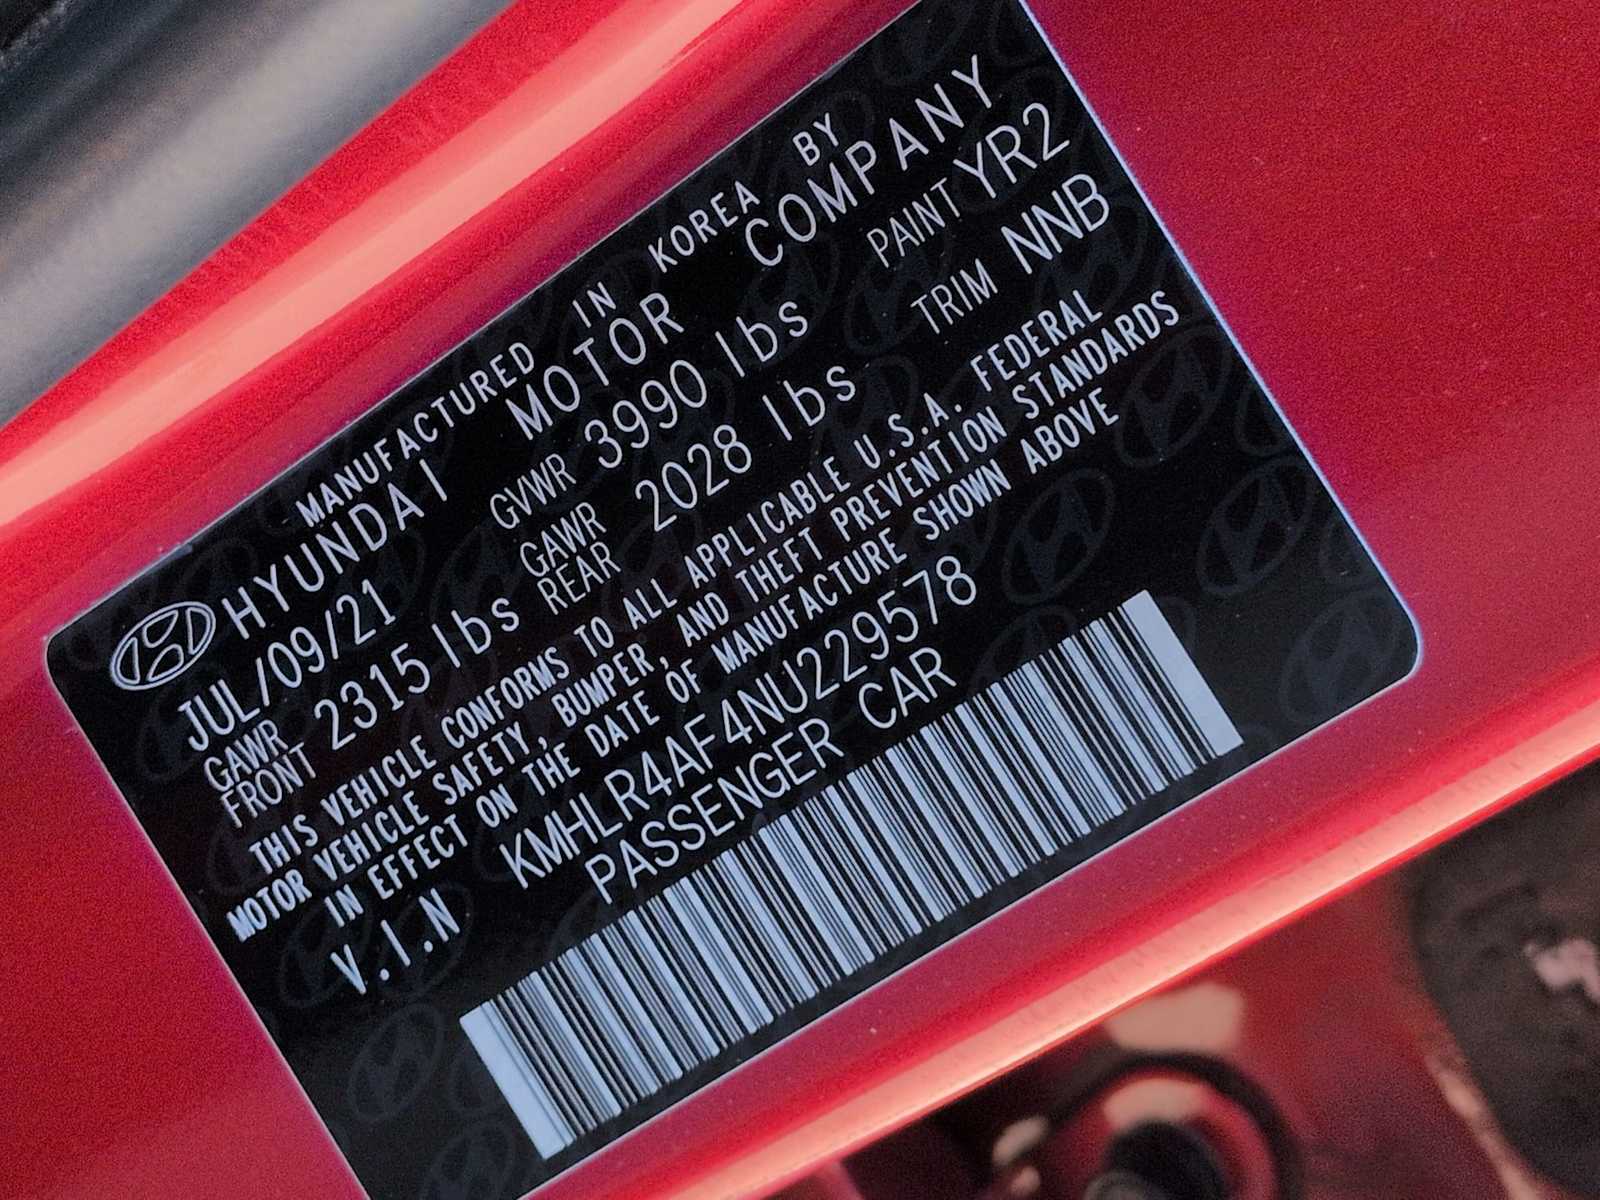 MANUFACTURED IN KOREA BY
HYUNDAI MOTOR COMPANY
JUL/09/21 GVWR 3990 lbs PAINT YR2
GAWR FRONT 2315 lbs GAWR REAR 2028 lbs TRIM NNB
THIS VEHICLE CONFORMS TO ALL APPLICABLE U.S.A. FEDERAL
MOTOR VEHICLE SAFETY, BUMPER, AND THEFT PREVENTION STANDARDS
IN EFFECT ON THE DATE OF MANUFACTURE SHOWN ABOVE
V.I.N KMHLR4AF4NU229578
PASSENGER CAR